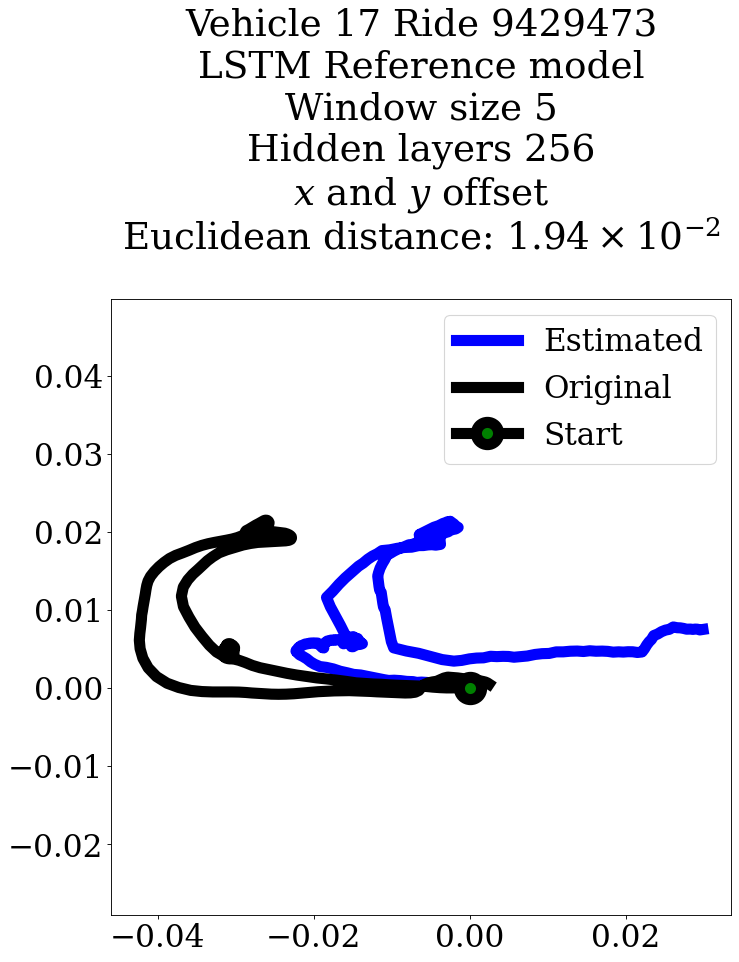 Vehicle 17 Ride 9429473
LSTM Reference model
Window size 5
Hidden layers 256
x and y offset
Euclidean distance: 1.94 × 10⁻²
Estimated
Original
Start
0.04
0.03
0.02
0.01
0.00
−0.01
−0.02
−0.04 −0.02 0.00 0.02